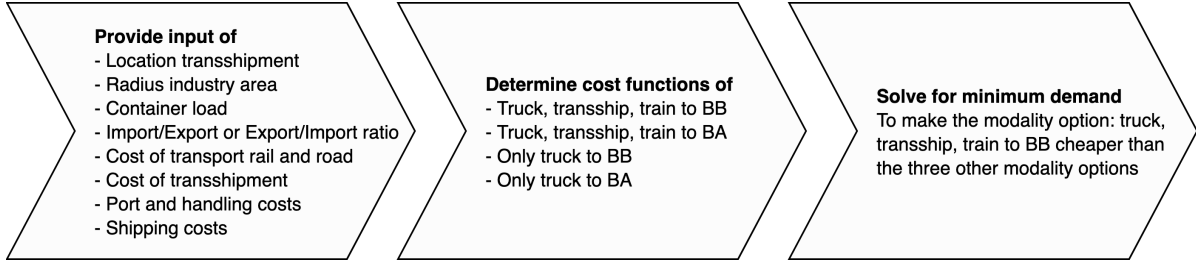 Provide input of
- Location transshipment
- Radius industry area
- Container load
- Import/Export or Export/Import ratio
- Cost of transport rail and road
- Cost of transshipment
- Port and handling costs
- Shipping costs
Determine cost functions of
- Truck, transship, train to BB
- Truck, transship, train to BA
- Only truck to BB
- Only truck to BA
Solve for minimum demand
To make the modality option: truck,
transship, train to BB cheaper than
the three other modality options